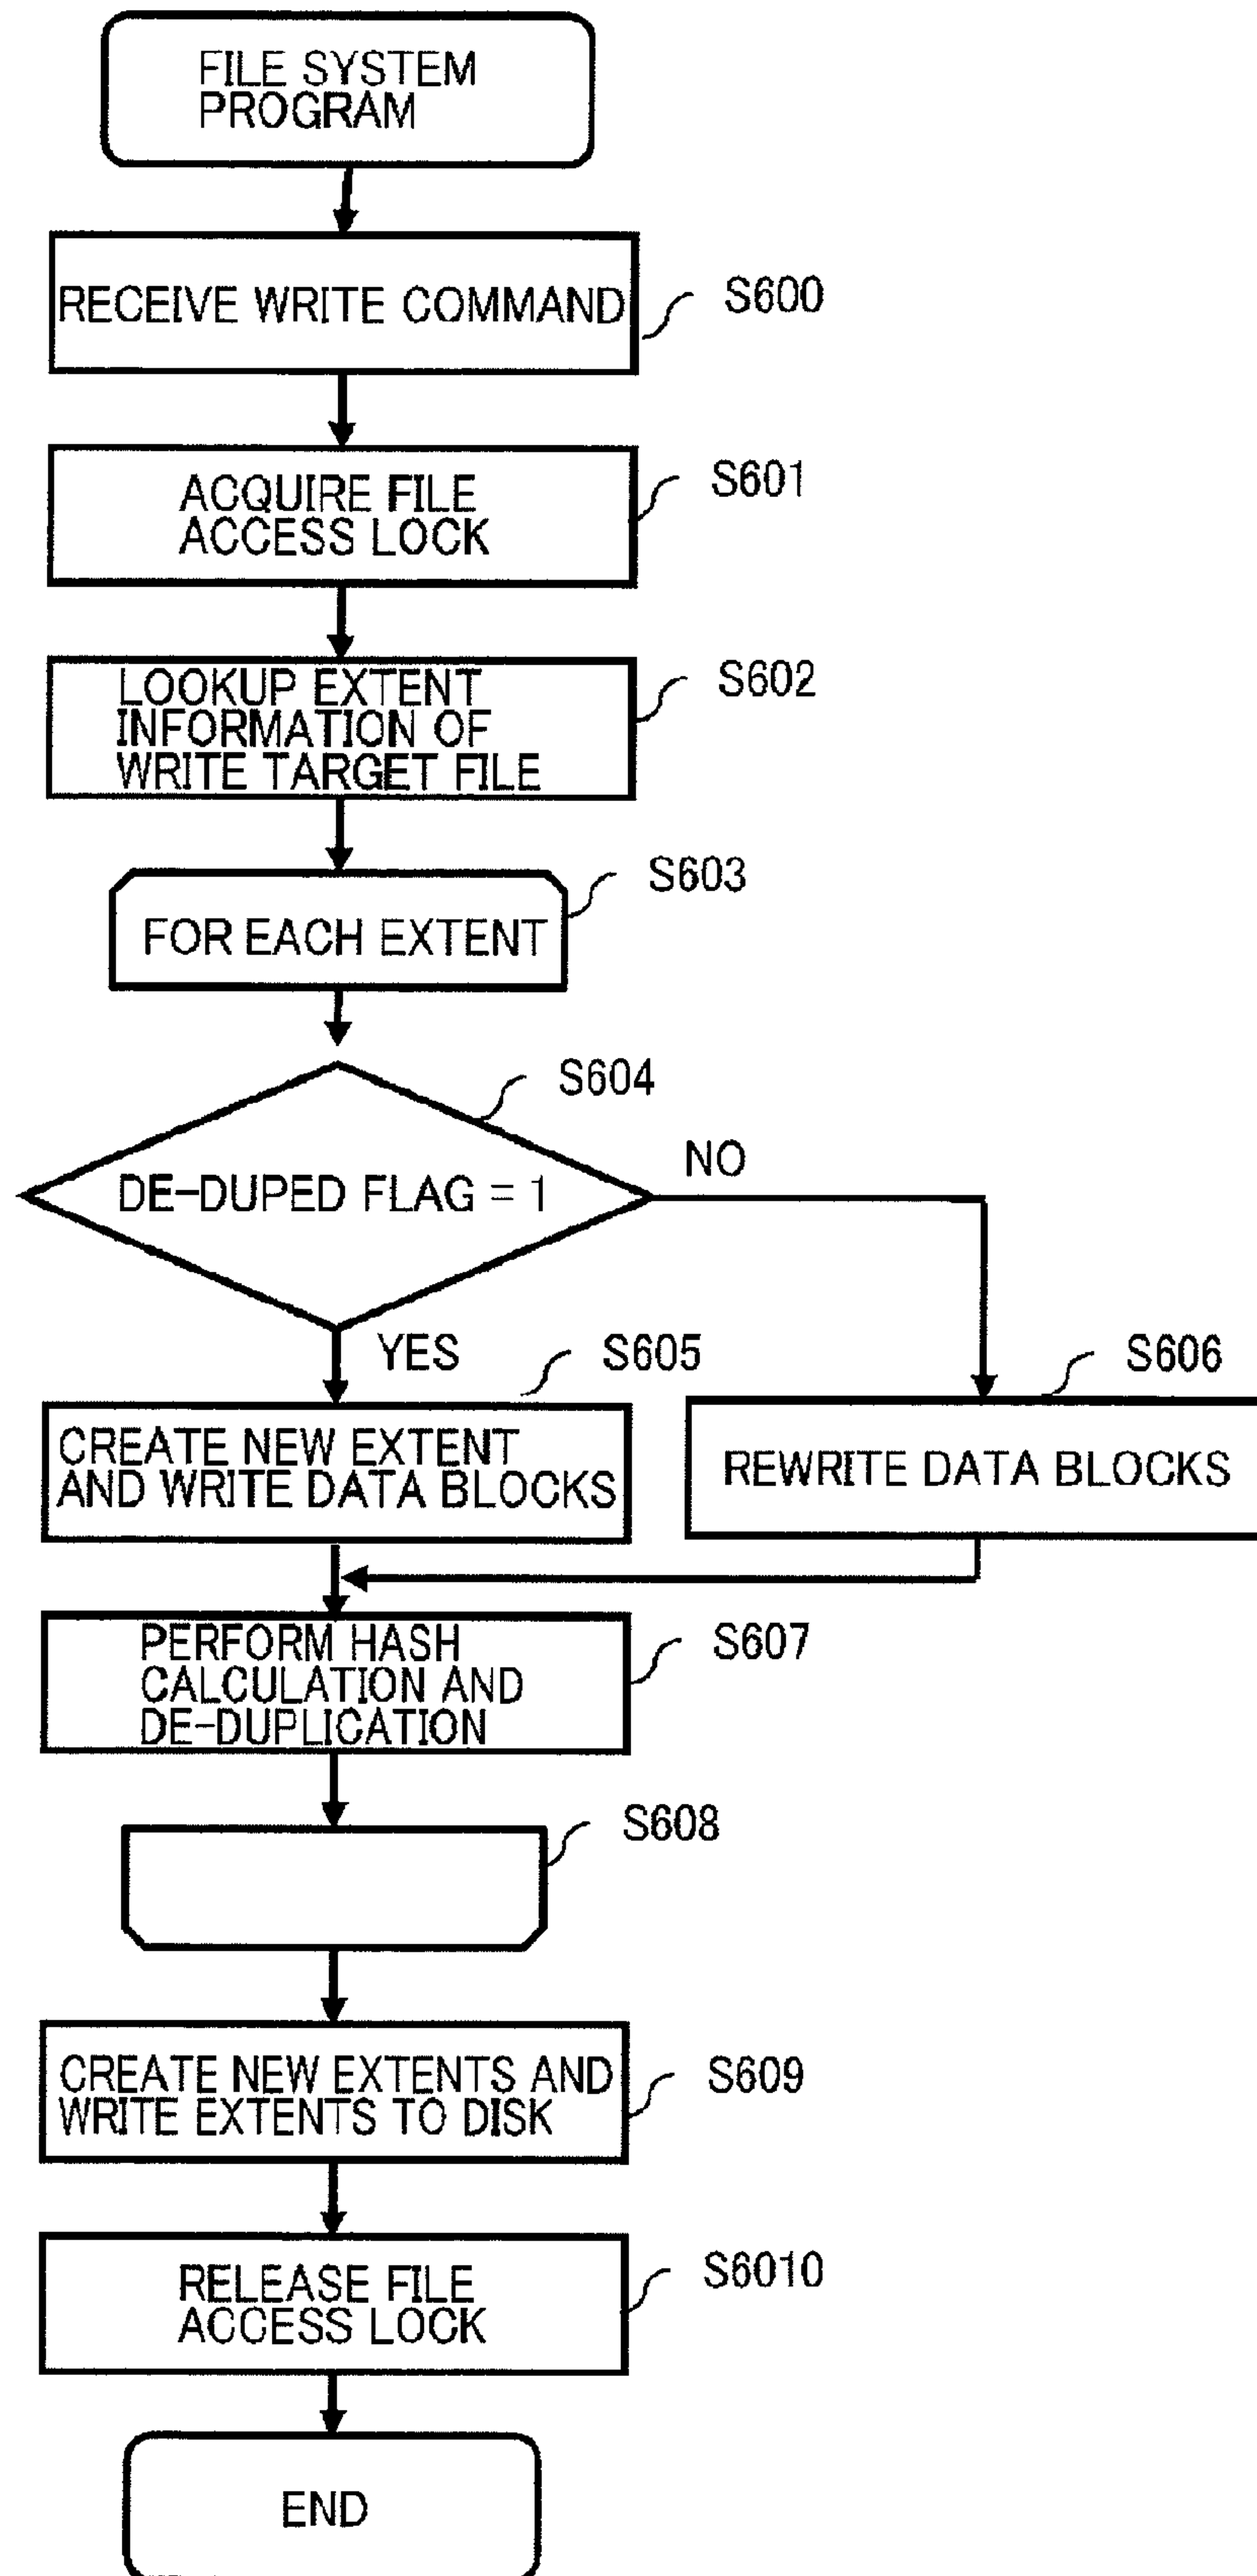 FILE SYSTEM
PROGRAM
RECEIVE WRITE COMMAND
S600
ACQUIRE FILE
ACCESS LOCK
S601
LOOKUP EXTENT
INFORMATION OF
WRITE TARGET FILE
S602
FOR EACH EXTENT
S603
S604
DE-DUPED FLAG = 1
NO
YES
S605
CREATE NEW EXTENT
AND WRITE DATA BLOCKS
S606
REWRITE DATA BLOCKS
PERFORM HASH
CALCULATION AND
DE-DUPLICATION
S607
S608
CREATE NEW EXTENTS AND
WRITE EXTENTS TO DISK
S609
RELEASE FILE
ACCESS LOCK
S6010
END